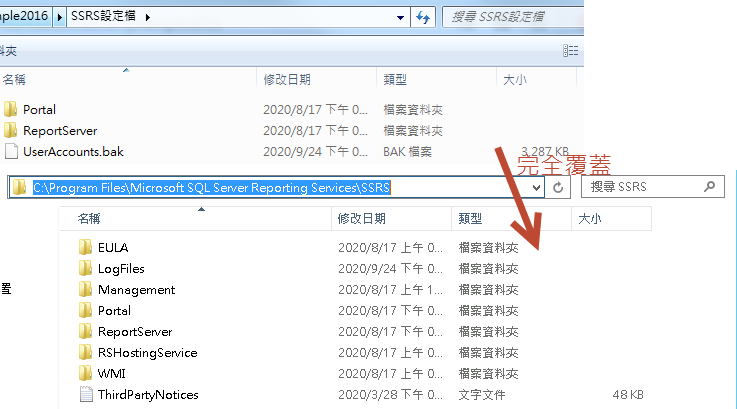 nple2016 ▸ SSRS設定檔 ▸ 搜尋 SSRS設定檔
料夾
名稱 修改日期 類型 大小
Portal 2020/8/17 下午 0... 檔案資料夾
ReportServer 2020/8/17 下午 0... 檔案資料夾
UserAccounts.bak 2020/9/24 下午 0... BAK 檔案 3,287 KB
完全覆蓋
C:\Program Files\Microsoft SQL Server Reporting Services\SSRS 搜尋 SSRS
名稱 修改日期 類型 大小
EULA 2020/8/17 上午 0... 檔案資料夾
LogFiles 2020/9/24 下午 0... 檔案資料夾
置 Management 2020/8/17 上午 1... 檔案資料夾
Portal 2020/8/17 下午 0... 檔案資料夾
ReportServer 2020/8/17 下午 0... 檔案資料夾
RSHostingService 2020/8/17 上午 0... 檔案資料夾
WMI 2020/8/17 上午 0... 檔案資料夾
ThirdPartyNotices 2020/3/28 下午 0... 文字文件 48 KB